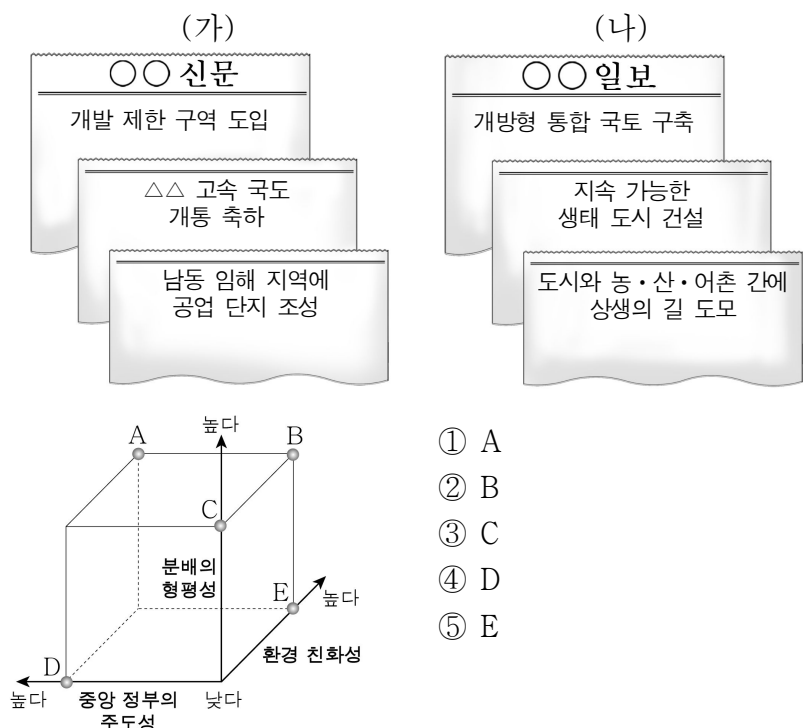 (가)
○○신문
개발 제한 구역 도입
△△ 고속 국도
개통 축하
남동 임해 지역에
공업 단지 조성
(나)
○○일보
개방형 통합 국토 구축
지속 가능한
생태 도시 건설
도시와 농·산·어촌 간에
상생의 길 도모
높다
A
B
C
분배의
형평성
E
높다
환경 친화성
D
높다
중앙 정부의
주도성
낮다
① A
② B
③ C
④ D
⑤ E